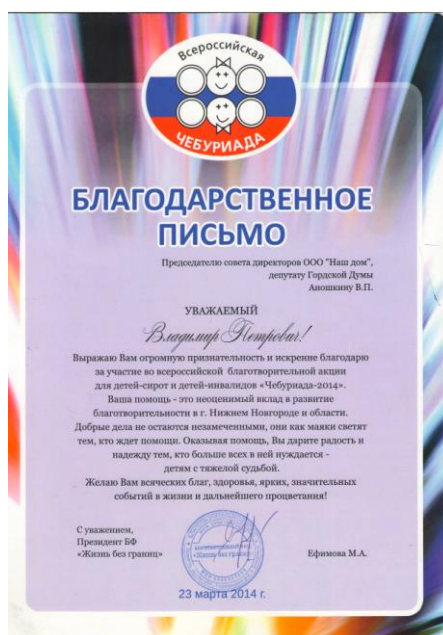 Всероссийская
ЧЕБУРИАДА
БЛАГОДАРСТВЕННОЕ
ПИСЬМО
Председателю совета директоров ООО "Наш дом",
депутату Гордской Думы
Аношкину В.П.
УВАЖАЕМЫЙ
Владимир Петрович!
Выражаю Вам огромную признательность и искренне благодарю
за участие во всероссийской благотворительной акции
для детей-сирот и детей-инвалидов «Чебуриада-2014».
Ваша помощь - это неоценимый вклад в развитие
благотворительности в г. Нижнем Новгороде и области.
Добрые дела не остаются незамеченными, они как маяки светят
тем, кто ждет помощи. Оказывая помощь, Вы дарите радость и
надежду тем, кто больше всех в ней нуждается -
детям с тяжелой судьбой.
Желаю Вам всяческих благ, здоровья, ярких, значительных
событий в жизни и дальнейшего процветания!
С уважением,
Президент БФ
«Жизнь без границ»
Ефимова М.А.
«Жизнь без границ»
23 марта 2014 г.